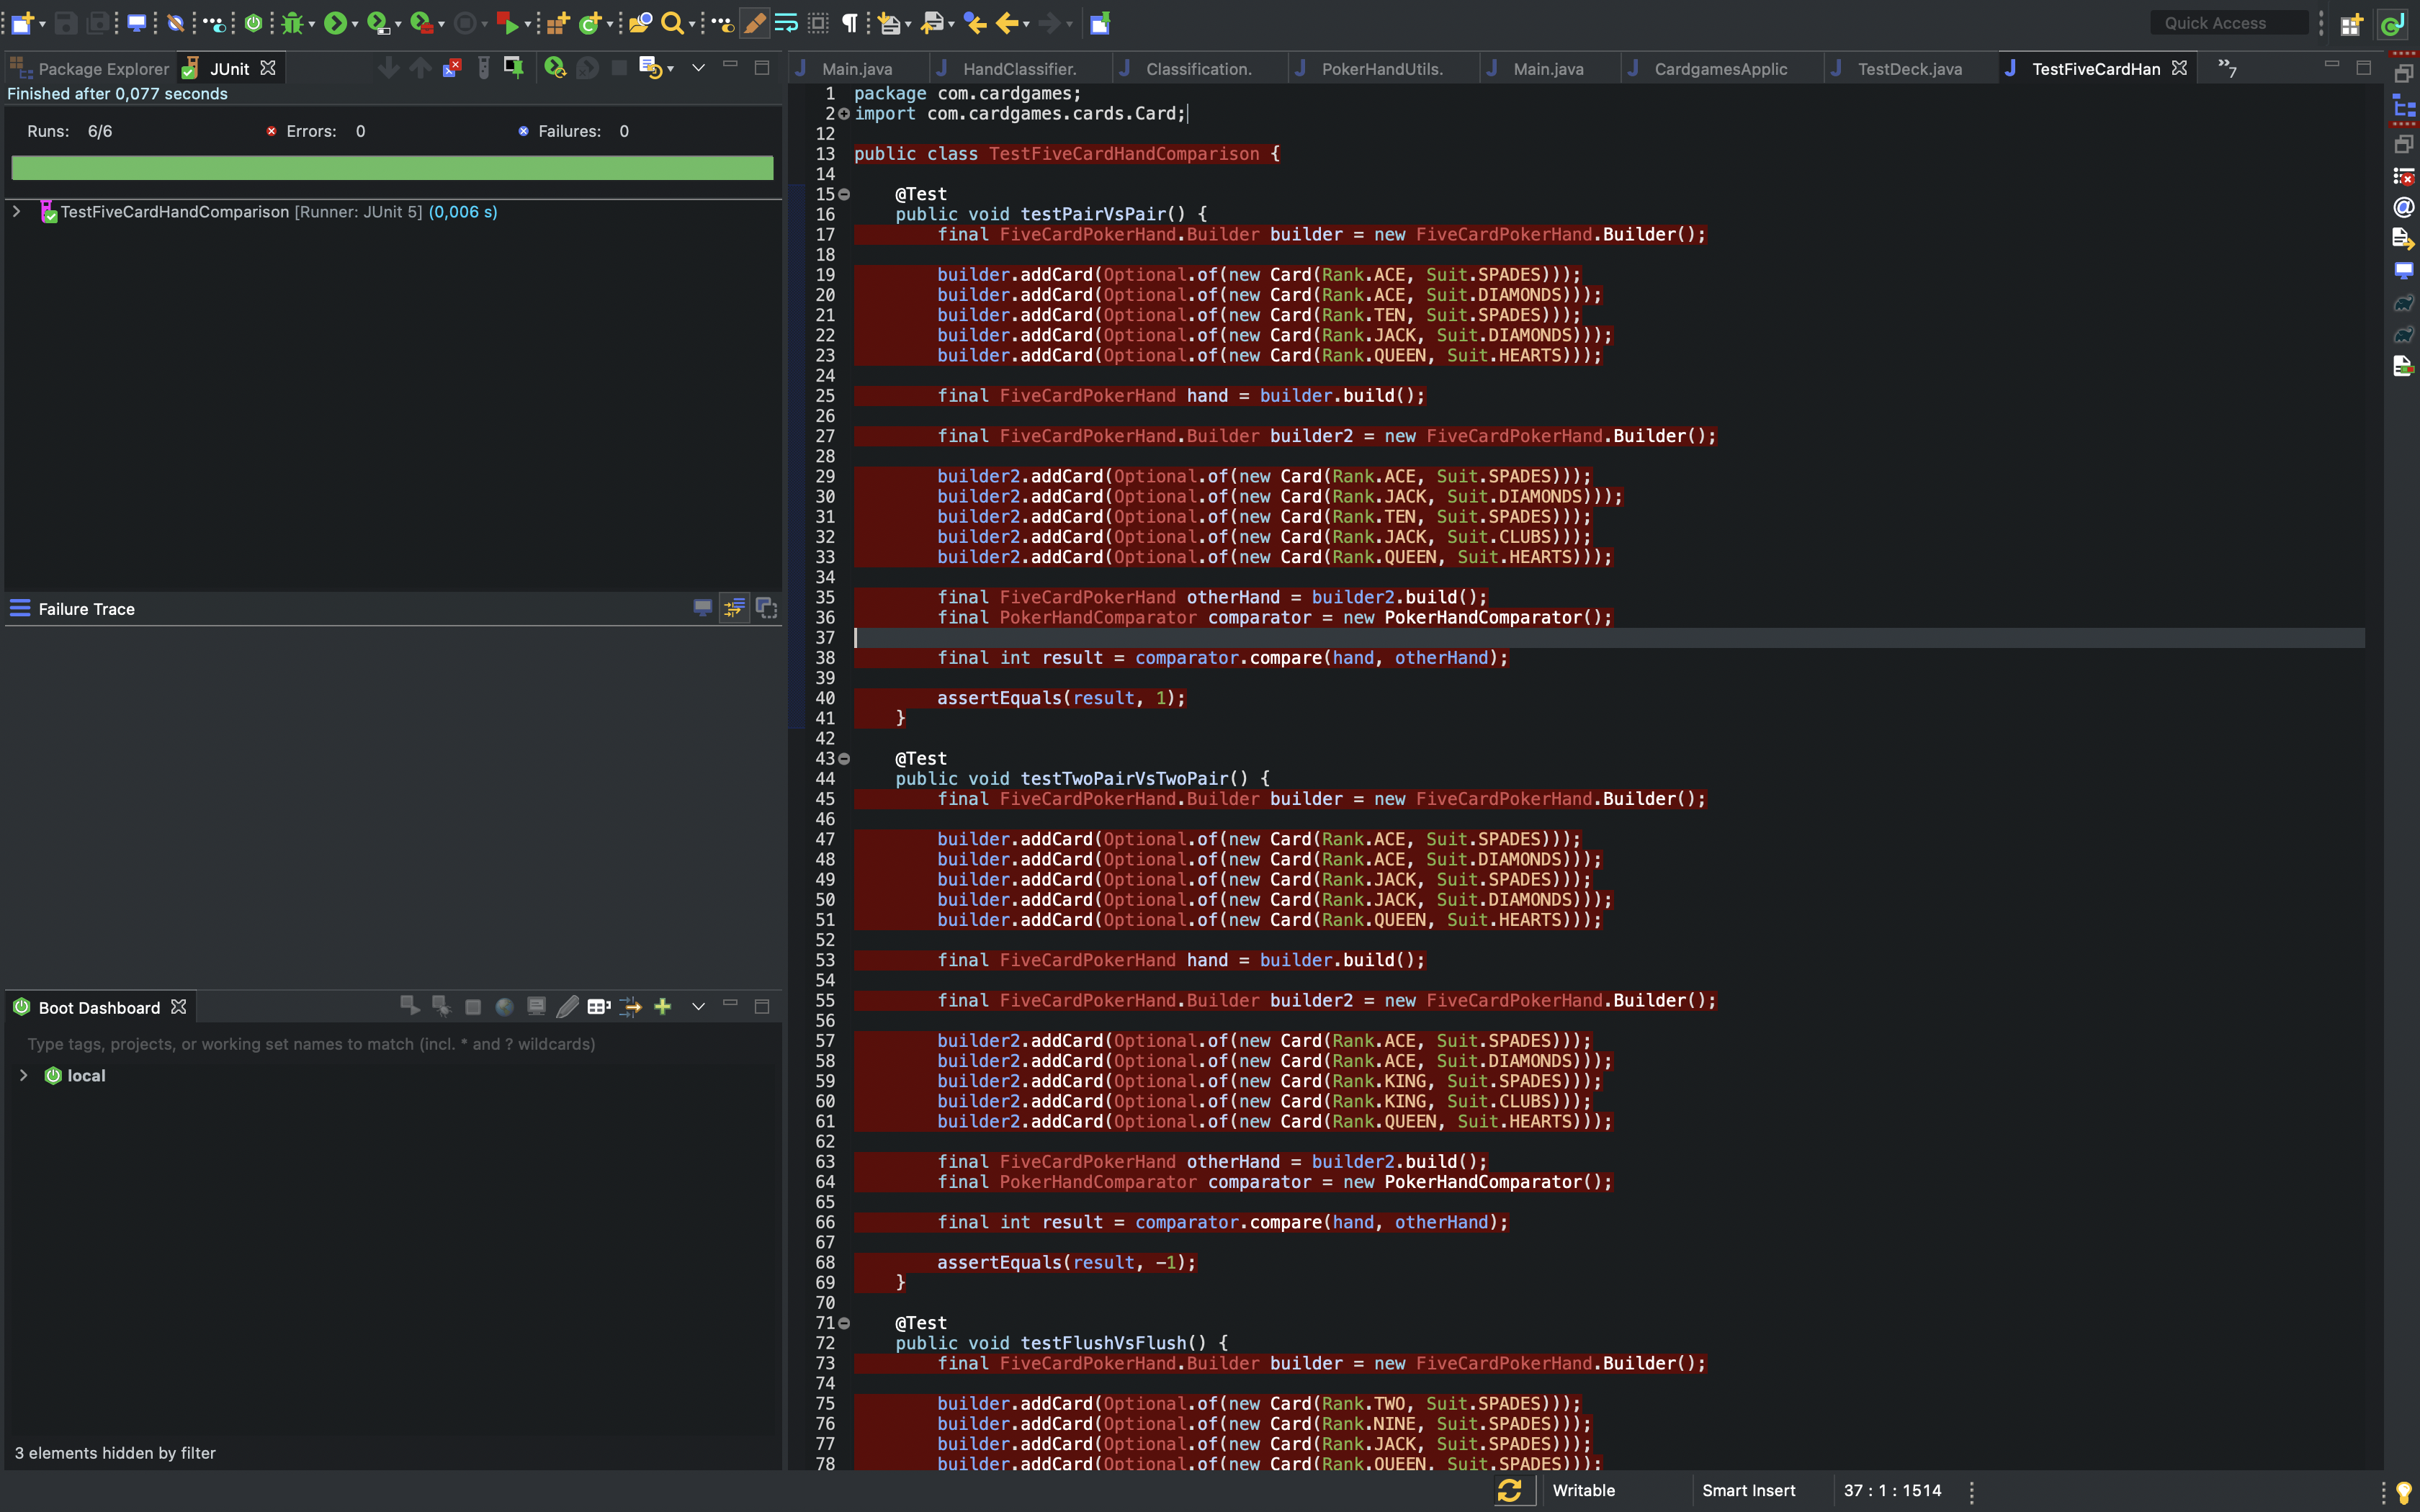 Quick Access
Package Explorer
JUnit
Finished after 0,077 seconds
Runs: 6/6
Errors: 0
Failures: 0
TestFiveCardHandComparison [Runner: JUnit 5] (0,006 s)
Failure Trace
Boot Dashboard
Type tags, projects, or working set names to match (incl. * and ? wildcards)
local
3 elements hidden by filter
Main.java
HandClassifier.
Classification.
PokerHandUtils.
Main.java
CardgamesApplic
TestDeck.java
TestFiveCardHan
»7
1 package com.cardgames;
2 import com.cardgames.cards.Card;
12
13 public class TestFiveCardHandComparison {
14
15 @Test
16 public void testPairVsPair() {
17 final FiveCardPokerHand.Builder builder = new FiveCardPokerHand.Builder();
18
19 builder.addCard(Optional.of(new Card(Rank.ACE, Suit.SPADES)));
20 builder.addCard(Optional.of(new Card(Rank.ACE, Suit.DIAMONDS)));
21 builder.addCard(Optional.of(new Card(Rank.TEN, Suit.SPADES)));
22 builder.addCard(Optional.of(new Card(Rank.JACK, Suit.DIAMONDS)));
23 builder.addCard(Optional.of(new Card(Rank.QUEEN, Suit.HEARTS)));
24
25 final FiveCardPokerHand hand = builder.build();
26
27 final FiveCardPokerHand.Builder builder2 = new FiveCardPokerHand.Builder();
28
29 builder2.addCard(Optional.of(new Card(Rank.ACE, Suit.SPADES)));
30 builder2.addCard(Optional.of(new Card(Rank.JACK, Suit.DIAMONDS)));
31 builder2.addCard(Optional.of(new Card(Rank.TEN, Suit.SPADES)));
32 builder2.addCard(Optional.of(new Card(Rank.JACK, Suit.CLUBS)));
33 builder2.addCard(Optional.of(new Card(Rank.QUEEN, Suit.HEARTS)));
34
35 final FiveCardPokerHand otherHand = builder2.build();
36 final PokerHandComparator comparator = new PokerHandComparator();
37
38 final int result = comparator.compare(hand, otherHand);
39
40 assertEquals(result, 1);
41 }
42
43 @Test
44 public void testTwoPairVsTwoPair() {
45 final FiveCardPokerHand.Builder builder = new FiveCardPokerHand.Builder();
46
47 builder.addCard(Optional.of(new Card(Rank.ACE, Suit.SPADES)));
48 builder.addCard(Optional.of(new Card(Rank.ACE, Suit.DIAMONDS)));
49 builder.addCard(Optional.of(new Card(Rank.JACK, Suit.SPADES)));
50 builder.addCard(Optional.of(new Card(Rank.JACK, Suit.DIAMONDS)));
51 builder.addCard(Optional.of(new Card(Rank.QUEEN, Suit.HEARTS)));
52
53 final FiveCardPokerHand hand = builder.build();
54
55 final FiveCardPokerHand.Builder builder2 = new FiveCardPokerHand.Builder();
56
57 builder2.addCard(Optional.of(new Card(Rank.ACE, Suit.SPADES)));
58 builder2.addCard(Optional.of(new Card(Rank.ACE, Suit.DIAMONDS)));
59 builder2.addCard(Optional.of(new Card(Rank.KING, Suit.SPADES)));
60 builder2.addCard(Optional.of(new Card(Rank.KING, Suit.CLUBS)));
61 builder2.addCard(Optional.of(new Card(Rank.QUEEN, Suit.HEARTS)));
62
63 final FiveCardPokerHand otherHand = builder2.build();
64 final PokerHandComparator comparator = new PokerHandComparator();
65
66 final int result = comparator.compare(hand, otherHand);
67
68 assertEquals(result, -1);
69 }
70
71 @Test
72 public void testFlushVsFlush() {
73 final FiveCardPokerHand.Builder builder = new FiveCardPokerHand.Builder();
74
75 builder.addCard(Optional.of(new Card(Rank.TWO, Suit.SPADES)));
76 builder.addCard(Optional.of(new Card(Rank.NINE, Suit.SPADES)));
77 builder.addCard(Optional.of(new Card(Rank.JACK, Suit.SPADES)));
78 builder.addCard(Optional.of(new Card(Rank.QUEEN, Suit.SPADES)));
Writable
Smart Insert
37 : 1 : 1514